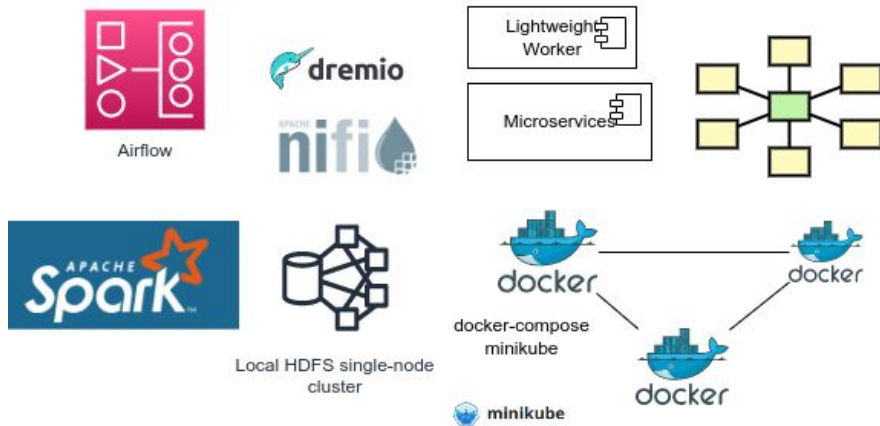 Airflow
dremio
APACHE
nifi
Lightweight
Worker
Microservices
APACHE
Spark
TM
Local HDFS single-node
cluster
docker
docker
docker-compose
minikube
docker
minikube